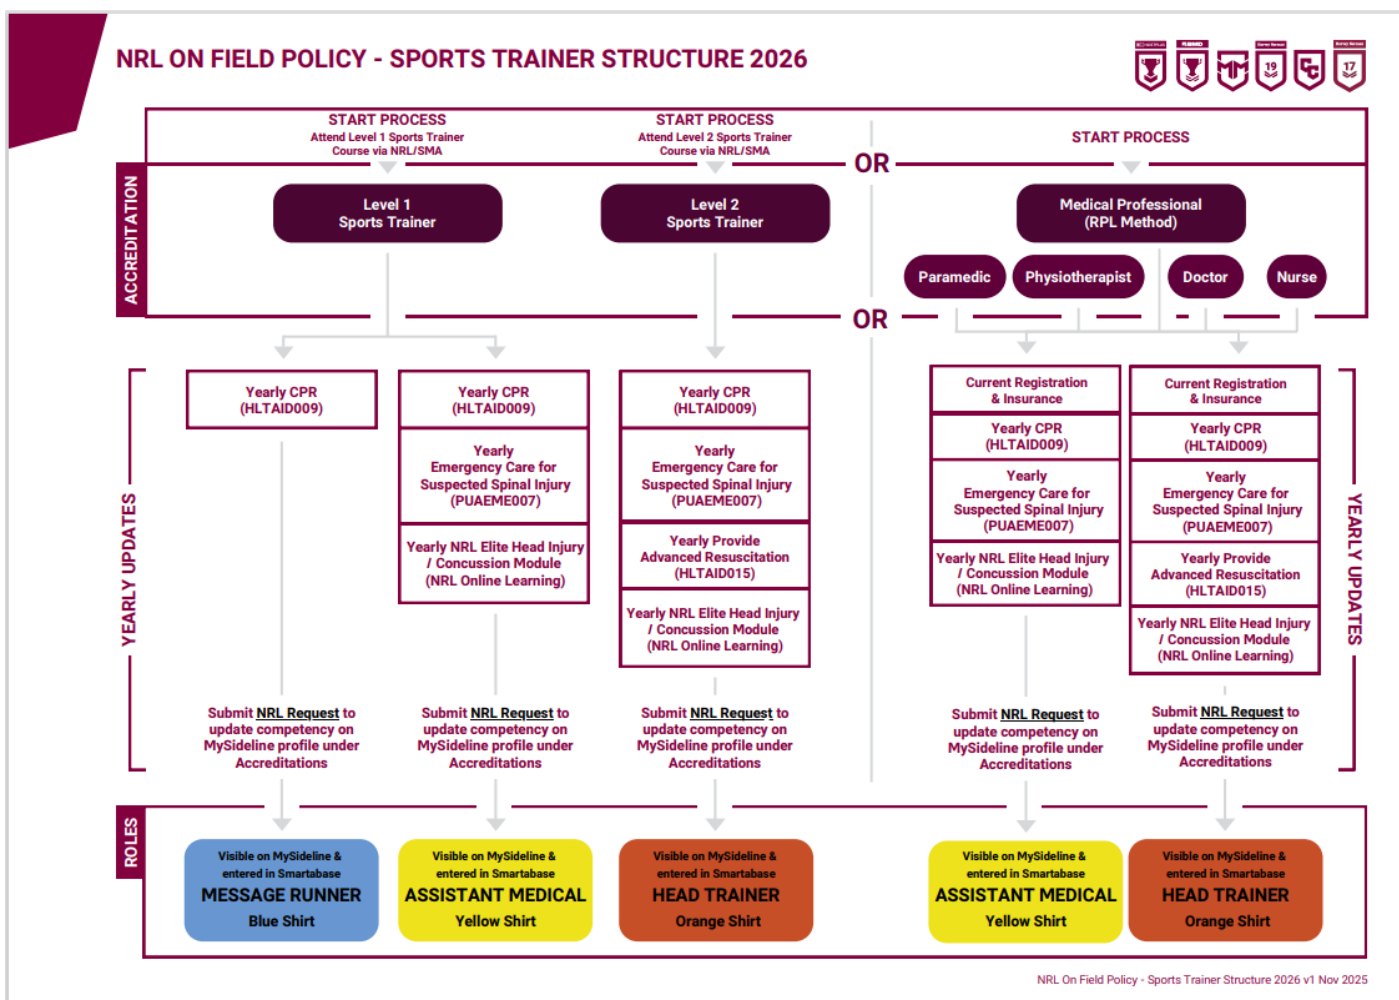 NRL ON FIELD POLICY - SPORTS TRAINER STRUCTURE 2026
19
17
START PROCESS
Attend Level 1 Sports Trainer
Course via NRL/SMA
START PROCESS
Attend Level 2 Sports Trainer
Course via NRL/SMA
OR
START PROCESS
ACCREDITATION
Level 1
Sports Trainer
Level 2
Sports Trainer
Medical Professional
(RPL Method)
Paramedic
Physiotherapist
Doctor
Nurse
OR
YEARLY UPDATES
Yearly CPR
(HLTAID009)
Submit NRL Request to
update competency on
MySideline profile under
Accreditations
Yearly CPR
(HLTAID009)
Yearly
Emergency Care for
Suspected Spinal Injury
(PUAEME007)
Yearly NRL Elite Head Injury
/ Concussion Module
(NRL Online Learning)
Submit NRL Request to
update competency on
MySideline profile under
Accreditations
Yearly CPR
(HLTAID009)
Yearly
Emergency Care for
Suspected Spinal Injury
(PUAEME007)
Yearly Provide
Advanced Resuscitation
(HLTAID015)
Yearly NRL Elite Head Injury
/ Concussion Module
(NRL Online Learning)
Submit NRL Request to
update competency on
MySideline profile under
Accreditations
Current Registration
& Insurance
Yearly CPR
(HLTAID009)
Yearly
Emergency Care for
Suspected Spinal Injury
(PUAEME007)
Yearly NRL Elite Head Injury
/ Concussion Module
(NRL Online Learning)
Submit NRL Request to
update competency on
MySideline profile under
Accreditations
Current Registration
& Insurance
Yearly CPR
(HLTAID009)
Yearly
Emergency Care for
Suspected Spinal Injury
(PUAEME007)
Yearly Provide
Advanced Resuscitation
(HLTAID015)
Yearly NRL Elite Head Injury
/ Concussion Module
(NRL Online Learning)
Submit NRL Request to
update competency on
MySideline profile under
Accreditations
YEARLY UPDATES
ROLES
Visible on MySideline &
entered in Smartabase
MESSAGE RUNNER
Blue Shirt
Visible on MySideline &
entered in Smartabase
ASSISTANT MEDICAL
Yellow Shirt
Visible on MySideline &
entered in Smartabase
HEAD TRAINER
Orange Shirt
Visible on MySideline &
entered in Smartabase
ASSISTANT MEDICAL
Yellow Shirt
Visible on MySideline &
entered in Smartabase
HEAD TRAINER
Orange Shirt
NRL On Field Policy - Sports Trainer Structure 2026 v1 Nov 2025